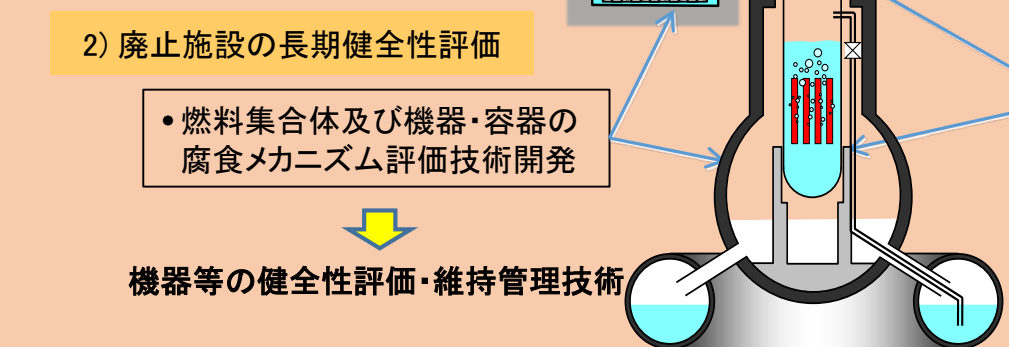 2) 廃止施設の長期健全性評価
•燃料集合体及び機器・容器の
腐食メカニズム評価技術開発
機器等の健全性評価・維持管理技術